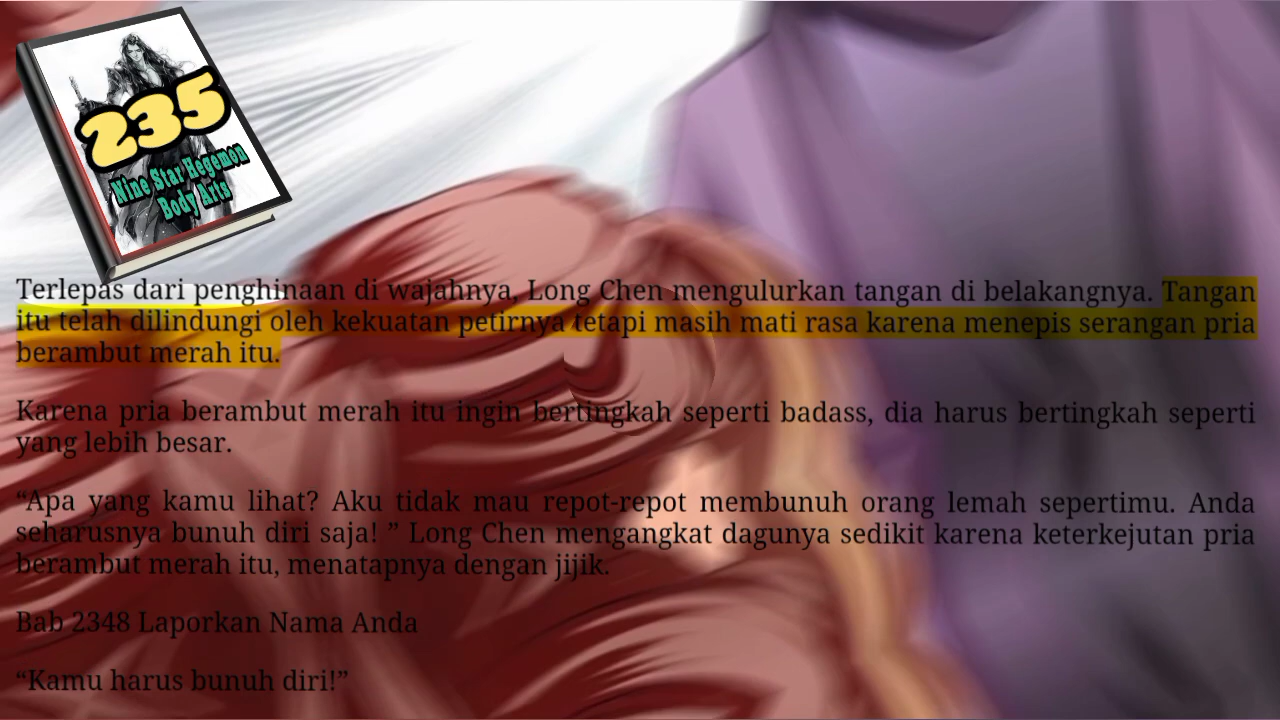 235
Nine Star Hegemon
Body Arts
Terlepas dari penghinaan di wajahnya, Long Chen mengulurkan tangan di belakangnya. Tangan
itu telah dilindungi oleh kekuatan petirnya tetapi masih mati rasa karena menepis serangan pria
berambut merah itu.
Karena pria berambut merah itu ingin bertingkah seperti badass, dia harus bertingkah seperti
yang lebih besar.
“Apa yang kamu lihat? Aku tidak mau repot-repot membunuh orang lemah sepertimu. Anda
seharusnya bunuh diri saja! ” Long Chen mengangkat dagunya sedikit karena keterkejutan pria
berambut merah itu, menatapnya dengan jijik.
Bab 2348 Laporkan Nama Anda
“Kamu harus bunuh diri!”